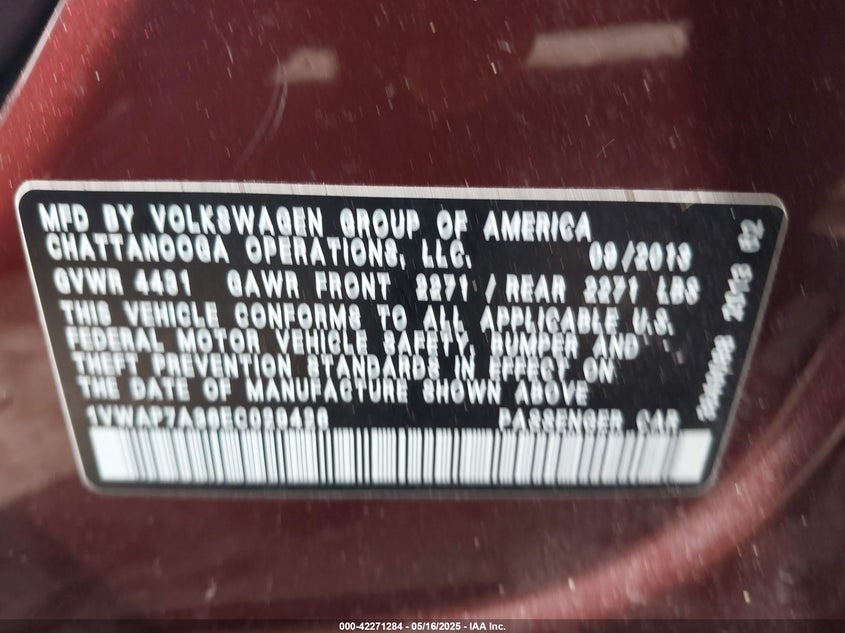 MFD BY VOLKSWAGEN GROUP OF AMERICA
CHATTANOOGA OPERATIONS, LLC. 09/2013
GVWR 4431 GAWR FRONT 2271 / REAR 2271 LBS
THIS VEHICLE CONFORMS TO ALL APPLICABLE U.S.
FEDERAL MOTOR VEHICLE SAFETY, BUMPER AND
THEFT PREVENTION STANDARDS IN EFFECT ON
THE DATE OF MANUFACTURE SHOWN ABOVE
PASSENGER CAR
000-42271284 - 05/16/2025 - IAA Inc.